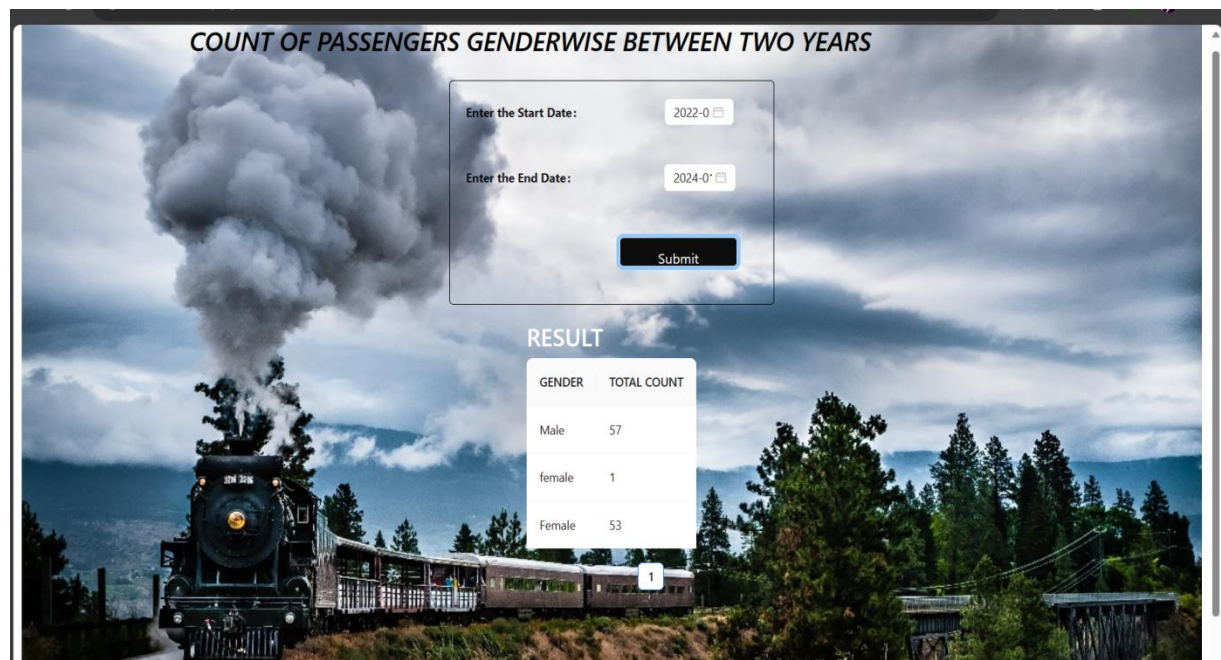 COUNT OF PASSENGERS GENDERWISE BETWEEN TWO YEARS
Enter the Start Date: 2022-0
Enter the End Date: 2024-0
Submit
RESULT
GENDER TOTAL COUNT
Male 57
female 1
Female 53
1